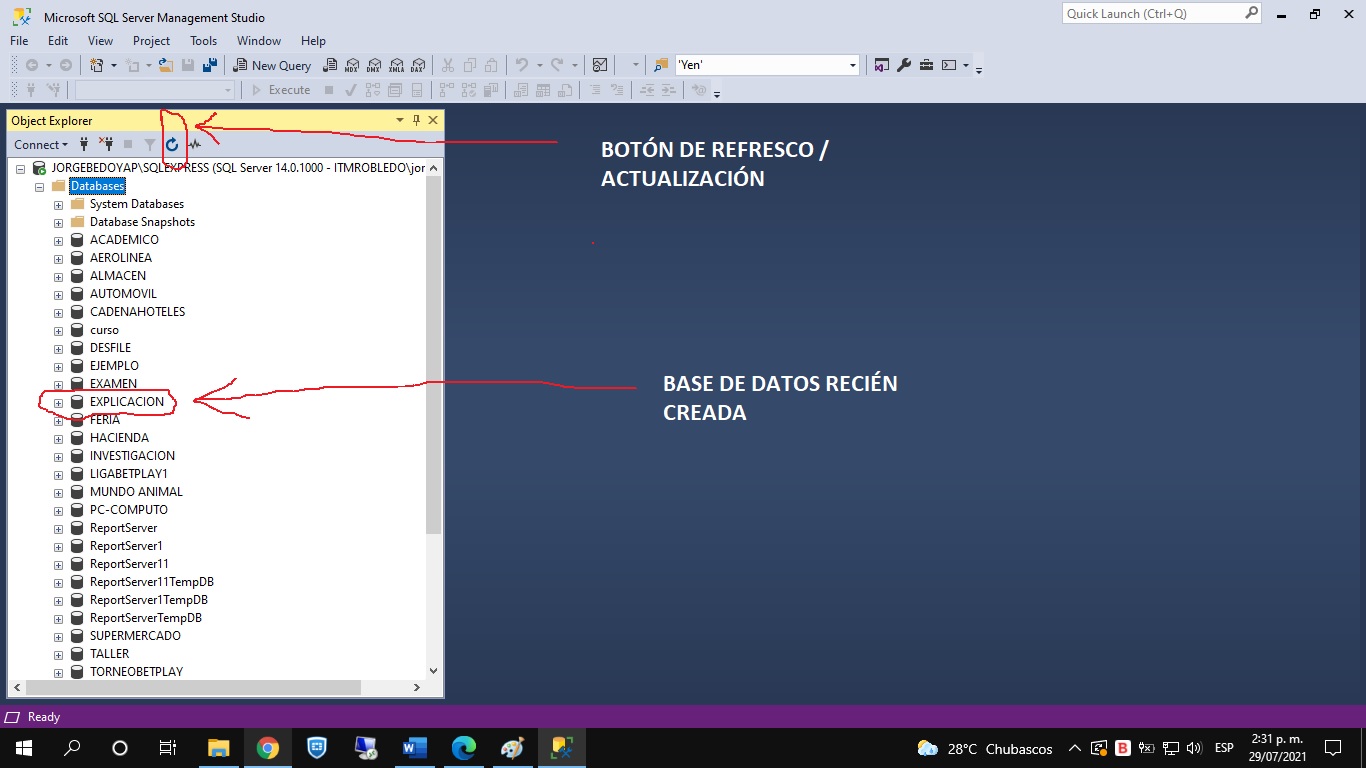 Microsoft SQL Server Management Studio
Quick Launch (Ctrl+Q)
File Edit View Project Tools Window Help
New Query MDX DMX XMLA DAX 'Yen'
Execute
Object Explorer
Connect
JORGEBEDOYAP\SQLEXPRESS (SQL Server 14.0.1000 - ITMROBLEDO\jor
Databases
System Databases
Database Snapshots
ACADEMICO
AEROLINEA
ALMACEN
AUTOMOVIL
CADENAHOTELES
curso
DESFILE
EJEMPLO
EXAMEN
EXPLICACION
FERIA
HACIENDA
INVESTIGACION
LIGABETPLAY1
MUNDO ANIMAL
PC-COMPUTO
ReportServer
ReportServer1
ReportServer11
ReportServer11TempDB
ReportServer1TempDB
ReportServerTempDB
SUPERMERCADO
TALLER
TORNEOBETPLAY
BOTÓN DE REFRESCO /
ACTUALIZACIÓN
BASE DE DATOS RECIÉN
CREADA
Ready
28°C Chubascos
ESP
2:31 p. m.
29/07/2021